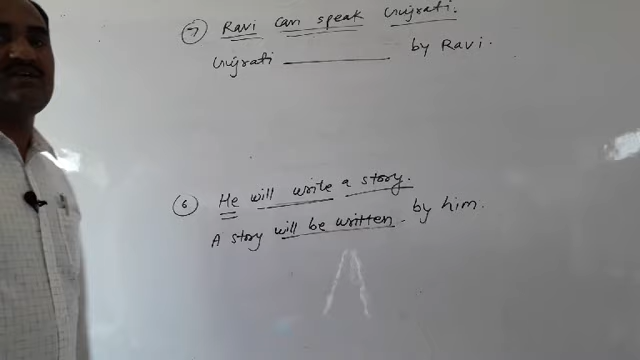 7 Ravi can speak Gujrati.
Gujrati __________ by Ravi.
6 He will write a story.
A story will be written by him.